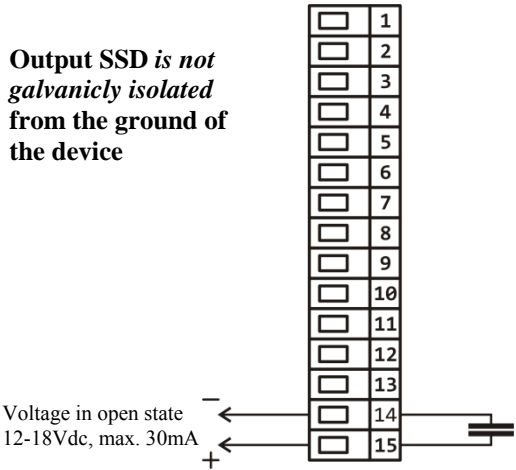 Output SSD is not
galvanicly isolated
from the ground of
the device
1
2
3
4
5
6
7
8
9
10
11
12
13
14
15
Voltage in open state
12-18Vdc, max. 30mA
−
+